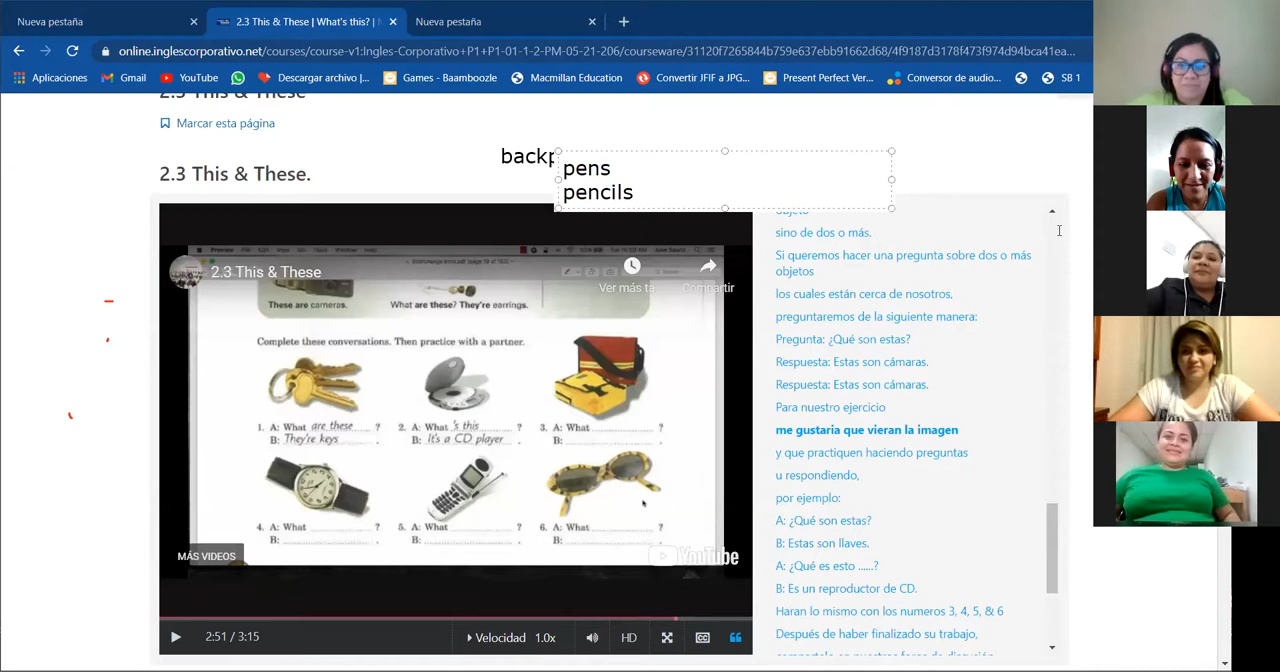 Nueva pestaña
2.3 This & These | What's this? |
Nueva pestaña
online.inglescorporativo.net/courses/course-v1:Ingles-Corporativo+P1+P1-01-1-2-PM-05-21-206/courseware/31120f7265844b759e637ebb91662d68/4f9187d3178f473f974d94bca41ea...
Aplicaciones
Gmail
YouTube
Descargar archivo |...
Games - Baamboozle
Macmillan Education
Convertir JFIF a JPG...
Present Perfect Ver...
Conversor de audio...
SB 1
2.3 This & These
Marcar esta página
2.3 This & These.
backp
pens
pencils
2.3 This & These
Ver más ta
Compartir
These are cameras.
What are these? They're earrings.
Complete these conversations. Then practice with a partner.
1. A: What are these ?
B: They're keys
2. A: What 's this ?
B: It's a CD player
3. A: What ?
B:
4. A: What ?
B:
5. A: What ?
B:
6. A: What ?
B:
MÁS VIDEOS
YouTube
2:51 / 3:15
Velocidad 1.0x
HD
objeto
sino de dos o más.
Si queremos hacer una pregunta sobre dos o más
objetos
los cuales están cerca de nosotros,
preguntaremos de la siguiente manera:
Pregunta: ¿Qué son estas?
Respuesta: Estas son cámaras.
Respuesta: Estas son cámaras.
Para nuestro ejercicio
me gustaria que vieran la imagen
y que practiquen haciendo preguntas
u respondiendo,
por ejemplo:
A: ¿Qué son estas?
B: Estas son llaves.
A: ¿Qué es esto ......?
B: Es un reproductor de CD.
Haran lo mismo con los numeros 3, 4, 5, & 6
Después de haber finalizado su trabajo,